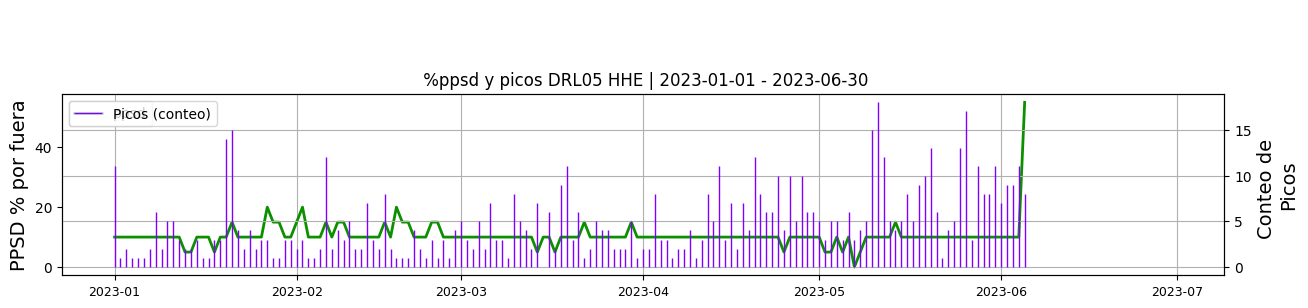 %ppsd y picos DRL05 HHE | 2023-01-01 - 2023-06-30
PPSD % por fuera
40
20
0
Picos (conteo)
15
10
5
0
Conteo de
Picos
2023-01 2023-02 2023-03 2023-04 2023-05 2023-06 2023-07